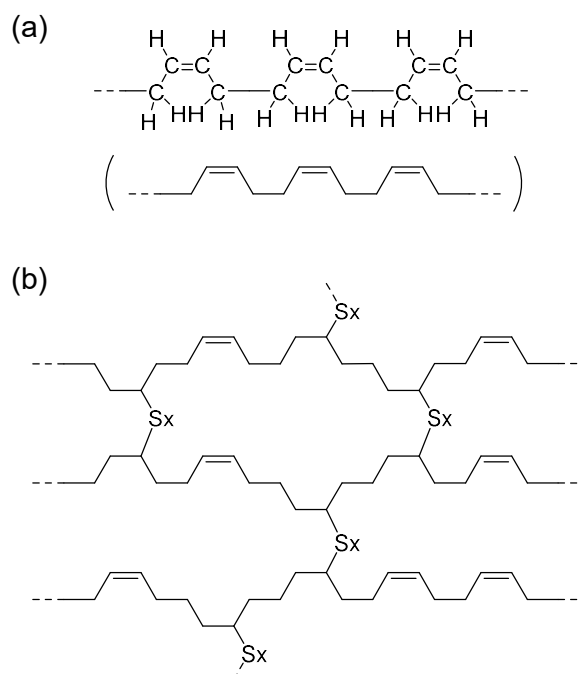 (a)
H H H H H H
C=C C=C C=C
C C C C C C
H HH H H HH H H HH H
(b)
Sx
Sx Sx
Sx
Sx